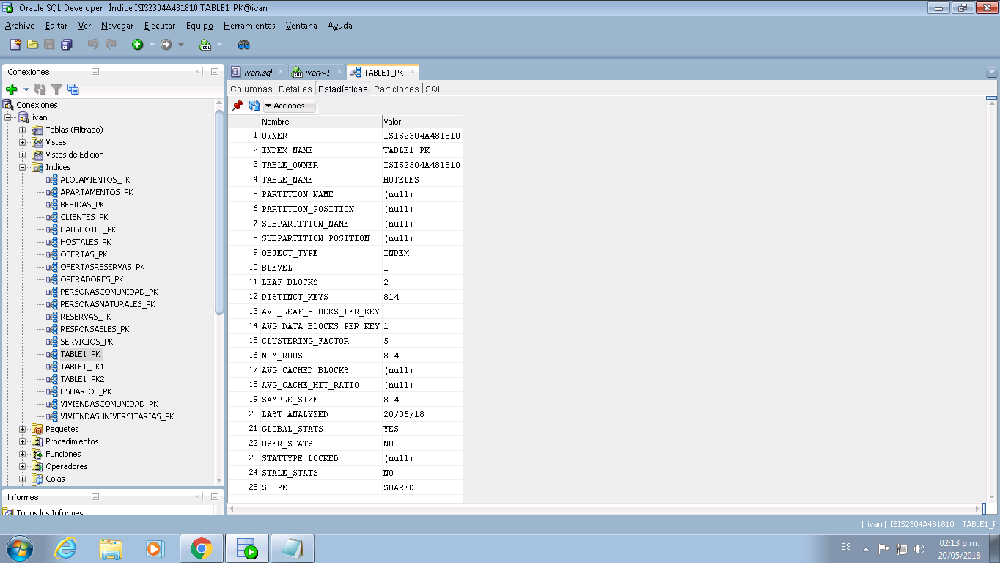 Oracle SQL Developer : Índice ISIS2304A481810.TABLE1_PK@ivan
Archivo Editar Ver Navegar Ejecutar Equipo Herramientas Ventana Ayuda
Conexiones
Conexiones
ivan
Tablas (Filtrado)
Vistas
Vistas de Edición
Índices
ALOJAMIENTOS_PK
APARTAMENTOS_PK
BEBIDAS_PK
CLIENTES_PK
HABSHOTEL_PK
HOSTALES_PK
OFERTAS_PK
OFERTASRESERVAS_PK
OPERADORES_PK
PERSONASCOMUNIDAD_PK
PERSONASNATURALES_PK
RESERVAS_PK
RESPONSABLES_PK
SERVICIOS_PK
TABLE1_PK
TABLE1_PK1
TABLE1_PK2
USUARIOS_PK
VIVIENDASCOMUNIDAD_PK
VIVIENDASUNIVERSITARIAS_PK
Paquetes
Procedimientos
Funciones
Operadores
Colas
Informes
Todos los Informes
ivan.sql ivan~1 TABLE1_PK
Columnas Detalles Estadísticas Particiones SQL
Acciones...
Nombre Valor
1 OWNER ISIS2304A481810
2 INDEX_NAME TABLE1_PK
3 TABLE_OWNER ISIS2304A481810
4 TABLE_NAME HOTELES
5 PARTITION_NAME (null)
6 PARTITION_POSITION (null)
7 SUBPARTITION_NAME (null)
8 SUBPARTITION_POSITION (null)
9 OBJECT_TYPE INDEX
10 BLEVEL 1
11 LEAF_BLOCKS 2
12 DISTINCT_KEYS 814
13 AVG_LEAF_BLOCKS_PER_KEY 1
14 AVG_DATA_BLOCKS_PER_KEY 1
15 CLUSTERING_FACTOR 5
16 NUM_ROWS 814
17 AVG_CACHED_BLOCKS (null)
18 AVG_CACHE_HIT_RATIO (null)
19 SAMPLE_SIZE 814
20 LAST_ANALYZED 20/05/18
21 GLOBAL_STATS YES
22 USER_STATS NO
23 STATTYPE_LOCKED (null)
24 STALE_STATS NO
25 SCOPE SHARED
| ivan | ISIS2304A481810 | TABLE1_P
ES
02:13 p.m.
20/05/2018